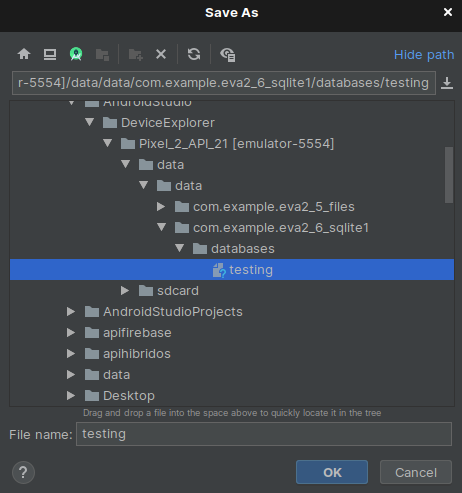 Save As
Hide path
r-5554]/data/data/com.example.eva2_6_sqlite1/databases/testing
AndroidStudio
DeviceExplorer
Pixel_2_API_21 [emulator-5554]
data
data
com.example.eva2_5_files
com.example.eva2_6_sqlite1
databases
testing
sdcard
AndroidStudioProjects
apifirebase
apihibridos
data
Desktop
Drag and drop a file into the space above to quickly locate it in the tree
File name: testing
? OK Cancel